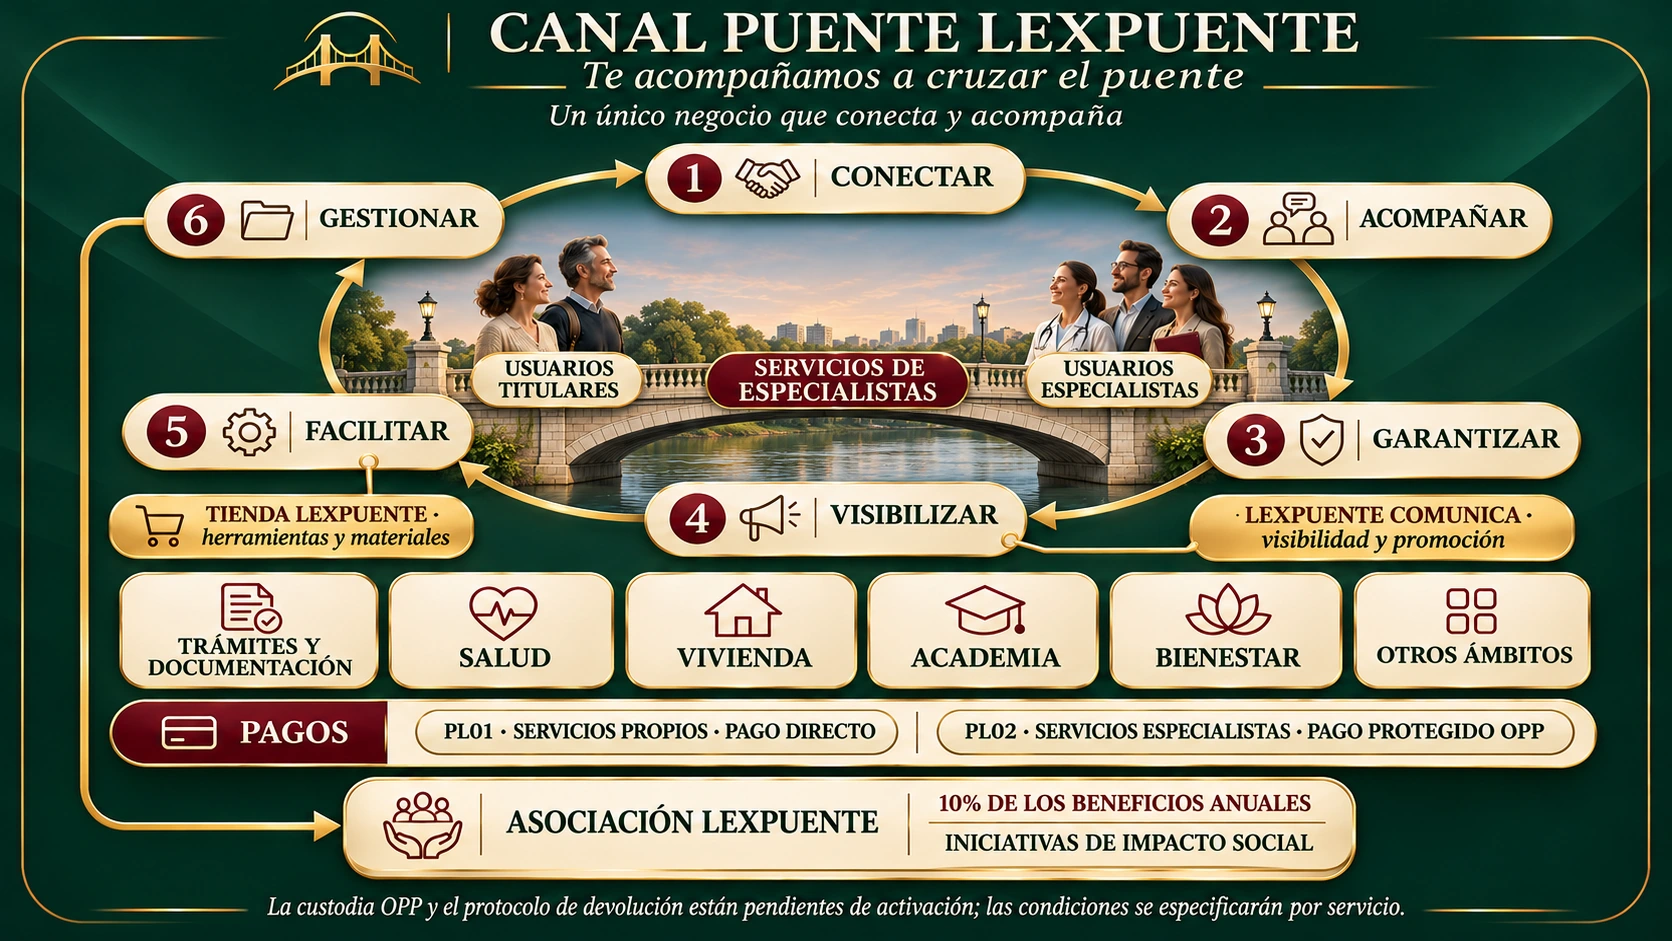 CANAL PUENTE LEXPUENTE
Te acompañamos a cruzar el puente
Un único negocio que conecta y acompaña
1 CONECTAR
2 ACOMPAÑAR
3 GARANTIZAR
4 VISIBILIZAR
5 FACILITAR
6 GESTIONAR
USUARIOS
TITULARES
SERVICIOS DE
ESPECIALISTAS
USUARIOS
ESPECIALISTAS
TIENDA LEXPUENTE ·
herramientas y materiales
· LEXPUENTE COMUNICA ·
visibilidad y promoción
TRÁMITES Y
DOCUMENTACIÓN
SALUD
VIVIENDA
ACADEMIA
BIENESTAR
OTROS ÁMBITOS
PAGOS
PL01 · SERVICIOS PROPIOS · PAGO DIRECTO
PL02 · SERVICIOS ESPECIALISTAS · PAGO PROTEGIDO OPP
ASOCIACIÓN LEXPUENTE
10% DE LOS BENEFICIOS ANUALES
INICIATIVAS DE IMPACTO SOCIAL
La custodia OPP y el protocolo de devolución están pendientes de activación; las condiciones se especificarán por servicio.